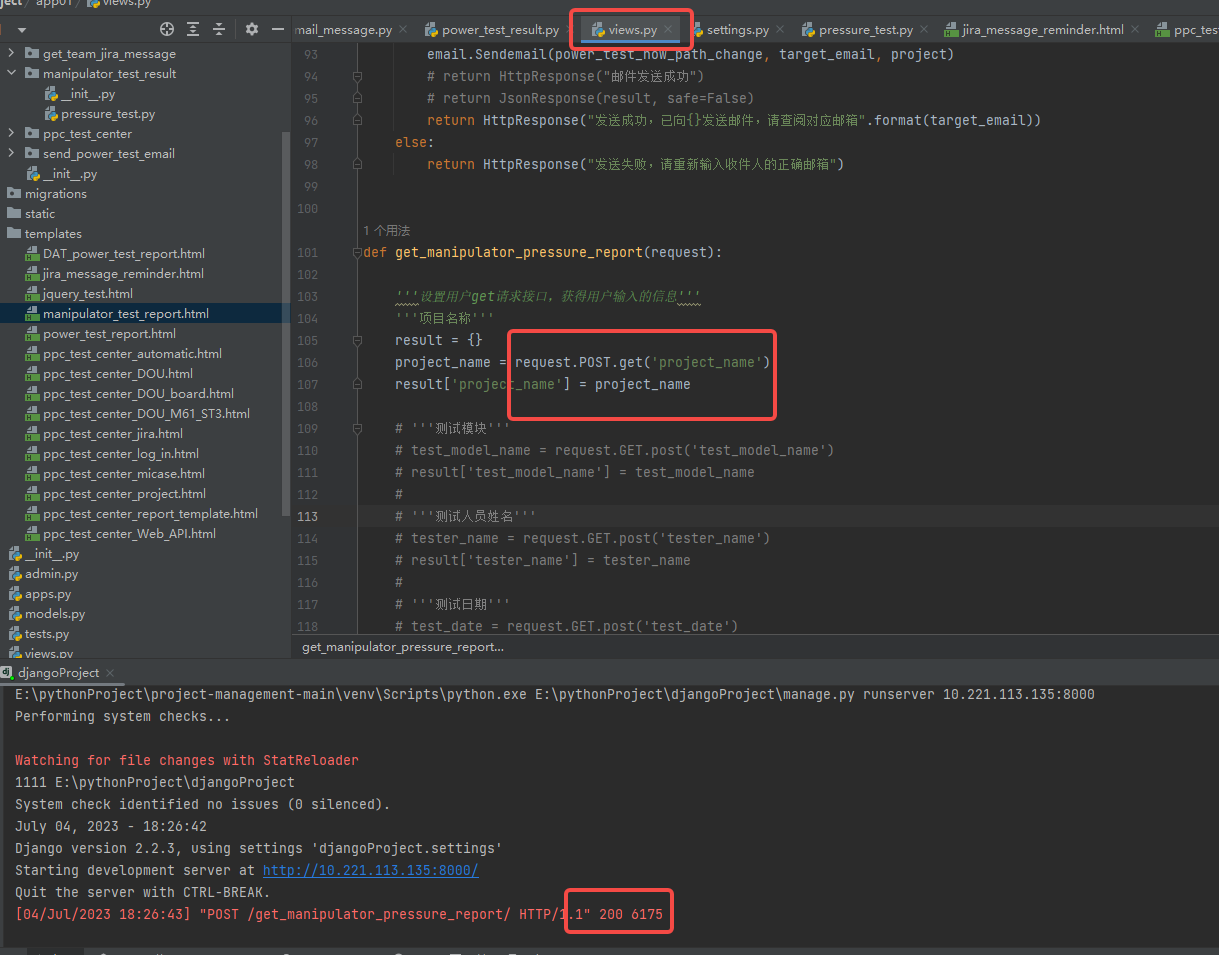 ject
app01
views.py
mail_message.py
power_test_result.py
views.py
settings.py
pressure_test.py
jira_message_reminder.html
ppc_test
get_team_jira_message
manipulator_test_result
__init__.py
pressure_test.py
ppc_test_center
send_power_test_email
__init__.py
migrations
static
templates
DAT_power_test_report.html
jira_message_reminder.html
jquery_test.html
manipulator_test_report.html
power_test_report.html
ppc_test_center_automatic.html
ppc_test_center_DOU.html
ppc_test_center_DOU_board.html
ppc_test_center_DOU_M61_ST3.html
ppc_test_center_jira.html
ppc_test_center_log_in.html
ppc_test_center_micase.html
ppc_test_center_project.html
ppc_test_center_report_template.html
ppc_test_center_Web_API.html
__init__.py
admin.py
apps.py
models.py
tests.py
views.py
93 email.Sendemail(power_test_now_path_change, target_email, project)
94 # return HttpResponse("邮件发送成功")
95 # return JsonResponse(result, safe=False)
96 return HttpResponse("发送成功，已向{}发送邮件，请查阅对应邮箱".format(target_email))
97 else:
98 return HttpResponse("发送失败，请重新输入收件人的正确邮箱")
99
100
1 个用法
101 def get_manipulator_pressure_report(request):
102
103 '''设置用户get请求接口，获得用户输入的信息'''
104 '''项目名称'''
105 result = {}
106 project_name = request.POST.get('project_name')
107 result['project_name'] = project_name
108
109 # '''测试模块'''
110 # test_model_name = request.GET.post('test_model_name')
111 # result['test_model_name'] = test_model_name
112 #
113 # '''测试人员姓名'''
114 # tester_name = request.GET.post('tester_name')
115 # result['tester_name'] = tester_name
116 #
117 # '''测试日期'''
118 # test_date = request.GET.post('test_date')
get_manipulator_pressure_report...
djangoProject
E:\pythonProject\project-management-main\venv\Scripts\python.exe E:\pythonProject\djangoProject\manage.py runserver 10.221.113.135:8000
Performing system checks...
Watching for file changes with StatReloader
1111 E:\pythonProject\djangoProject
System check identified no issues (0 silenced).
July 04, 2023 - 18:26:42
Django version 2.2.3, using settings 'djangoProject.settings'
Starting development server at http://10.221.113.135:8000/
Quit the server with CTRL-BREAK.
[04/Jul/2023 18:26:43] "POST /get_manipulator_pressure_report/ HTTP/1.1" 200 6175